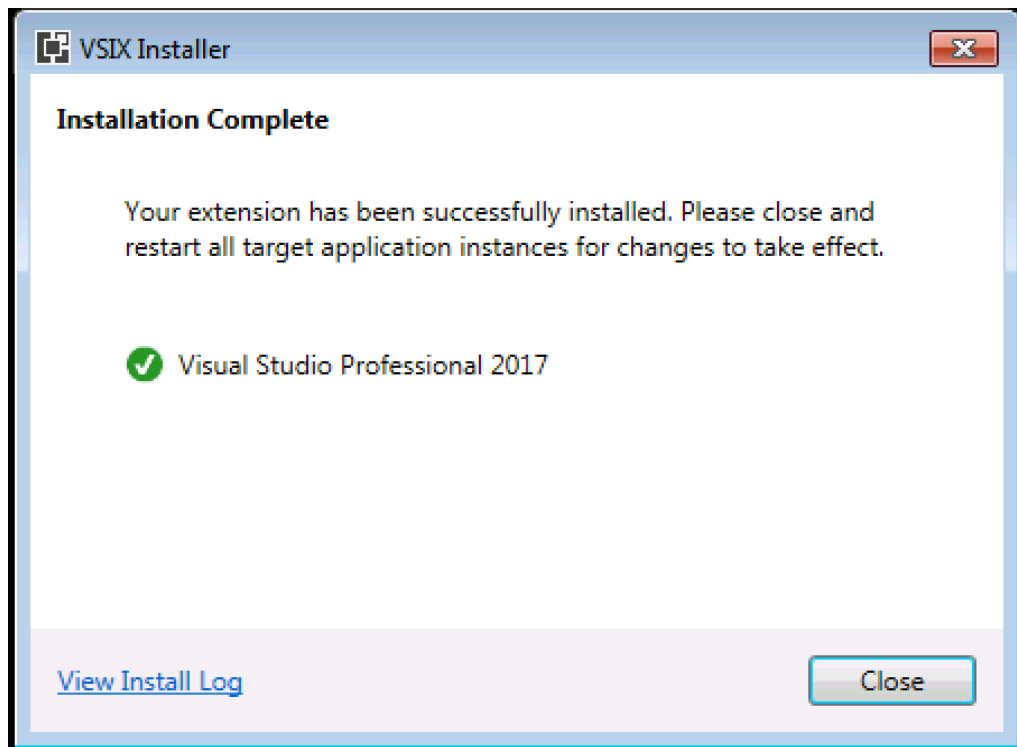 VSIX Installer
Installation Complete
Your extension has been successfully installed. Please close and
restart all target application instances for changes to take effect.
Visual Studio Professional 2017
View Install Log
Close